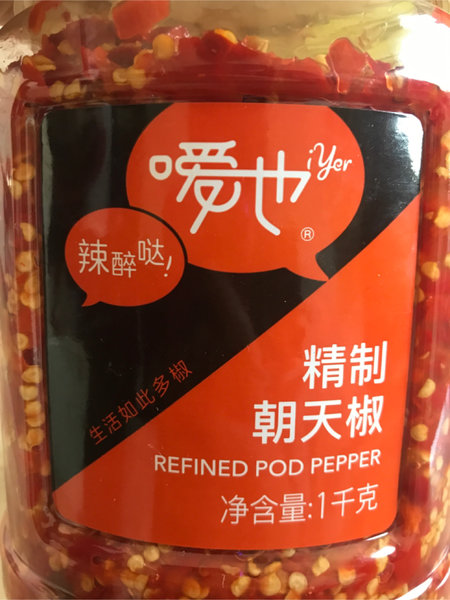 嗳也
iyer
®
辣醉哒!
生活如此多椒
精制
朝天椒
REFINED POD PEPPER
净含量:1千克